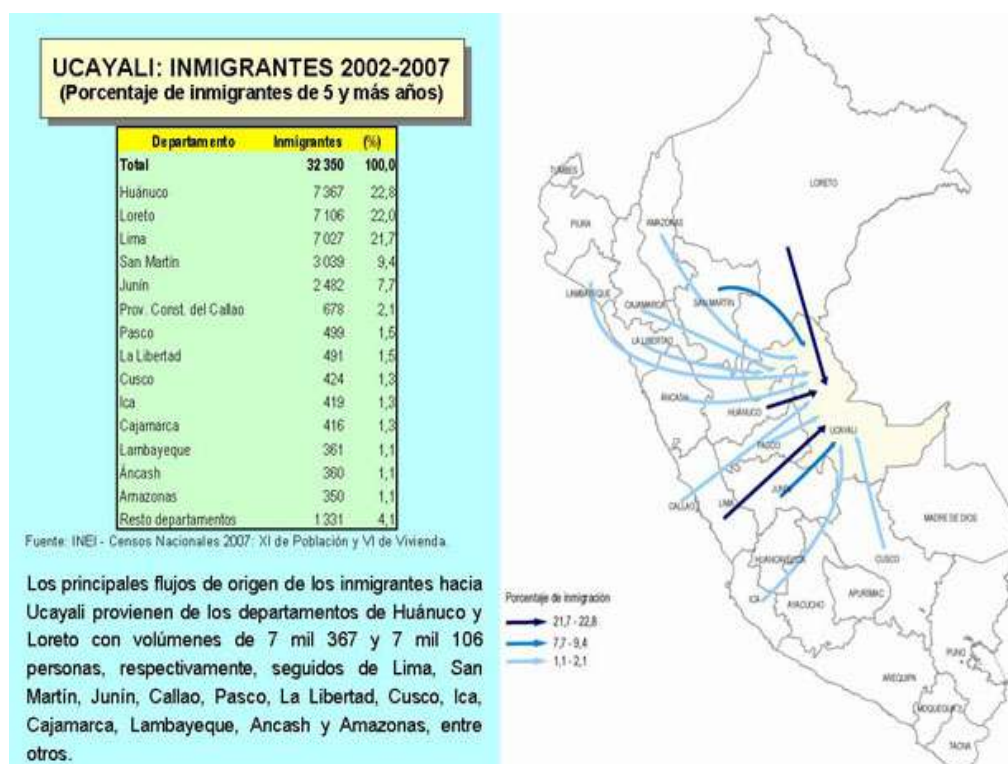 UCAYALI: INMIGRANTES 2002-2007
(Porcentaje de inmigrantes de 5 y más años)
Departamento Inmigrantes (%)
Total 32 350 100,0
Huánuco 7 367 22,8
Loreto 7 106 22,0
Lima 7 027 21,7
San Martín 3 039 9,4
Junín 2 482 7,7
Prov. Const. del Callao 678 2,1
Pasco 499 1,5
La Libertad 491 1,5
Cusco 424 1,3
Ica 419 1,3
Cajamarca 416 1,3
Lambayeque 361 1,1
Áncash 360 1,1
Amazonas 350 1,1
Resto departamentos 1 331 4,1
Fuente: INEI - Censos Nacionales 2007: XI de Población y VI de Vivienda.
Los principales flujos de origen de los inmigrantes hacia
Ucayali provienen de los departamentos de Huánuco y
Loreto con volúmenes de 7 mil 367 y 7 mil 106
personas, respectivamente, seguidos de Lima, San
Martín, Junín, Callao, Pasco, La Libertad, Cusco, Ica,
Cajamarca, Lambayeque, Ancash y Amazonas, entre
otros.
TUMBES
LORETO
PIURA
AMAZONAS
LAMBAYEQUE
CAJAMARCA
SAN MARTIN
LA LIBERTAD
ANCASH
HUÁNUCO
UCAYALI
PASCO
JUNIN
CALLAO
LIMA
MADRE DE DIOS
HUANCAVELICA
CUSCO
ICA
AYACUCHO
APURIMAC
PUNO
AREQUIPA
MOQUEGUA
TACNA
Porcentaje de inmigración
21,7 - 22,8
7,7 - 9,4
1,1 - 2,1